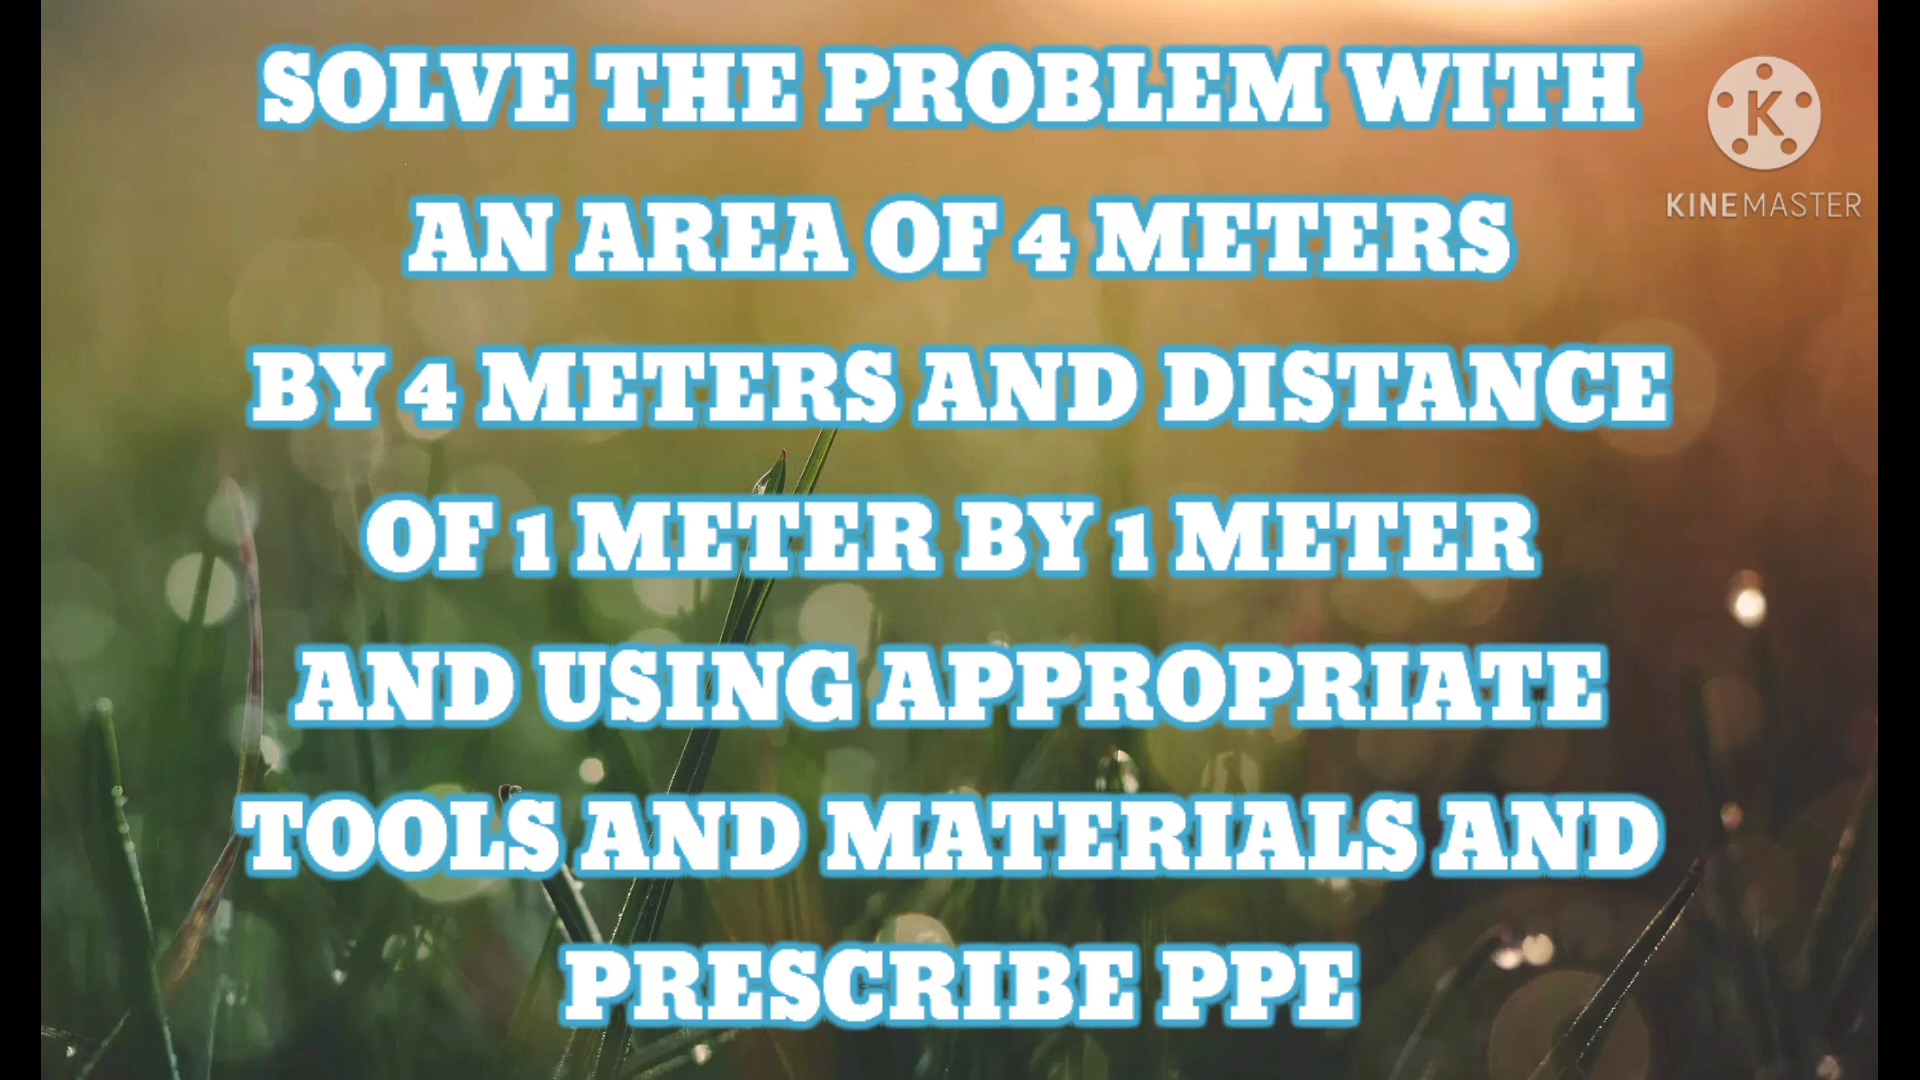 SOLVE THE PROBLEM WITH
AN AREA OF 4 METERS
BY 4 METERS AND DISTANCE
OF 1 METER BY 1 METER
AND USING APPROPRIATE
TOOLS AND MATERIALS AND
PRESCRIBE PPE
K
KINEMASTER